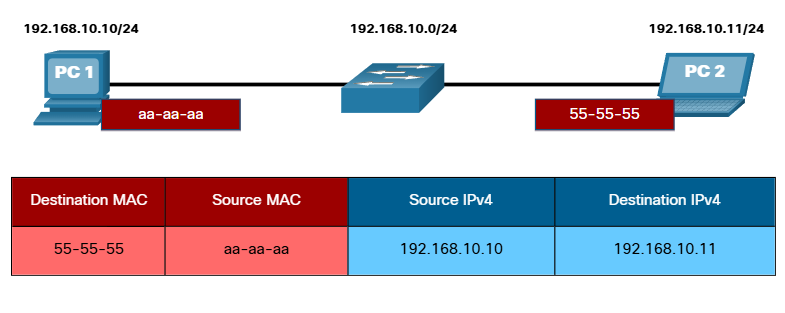 192.168.10.10/24 192.168.10.0/24 192.168.10.11/24
PC 1 PC 2
aa-aa-aa 55-55-55
Destination MAC Source MAC Source IPv4 Destination IPv4
55-55-55 aa-aa-aa 192.168.10.10 192.168.10.11